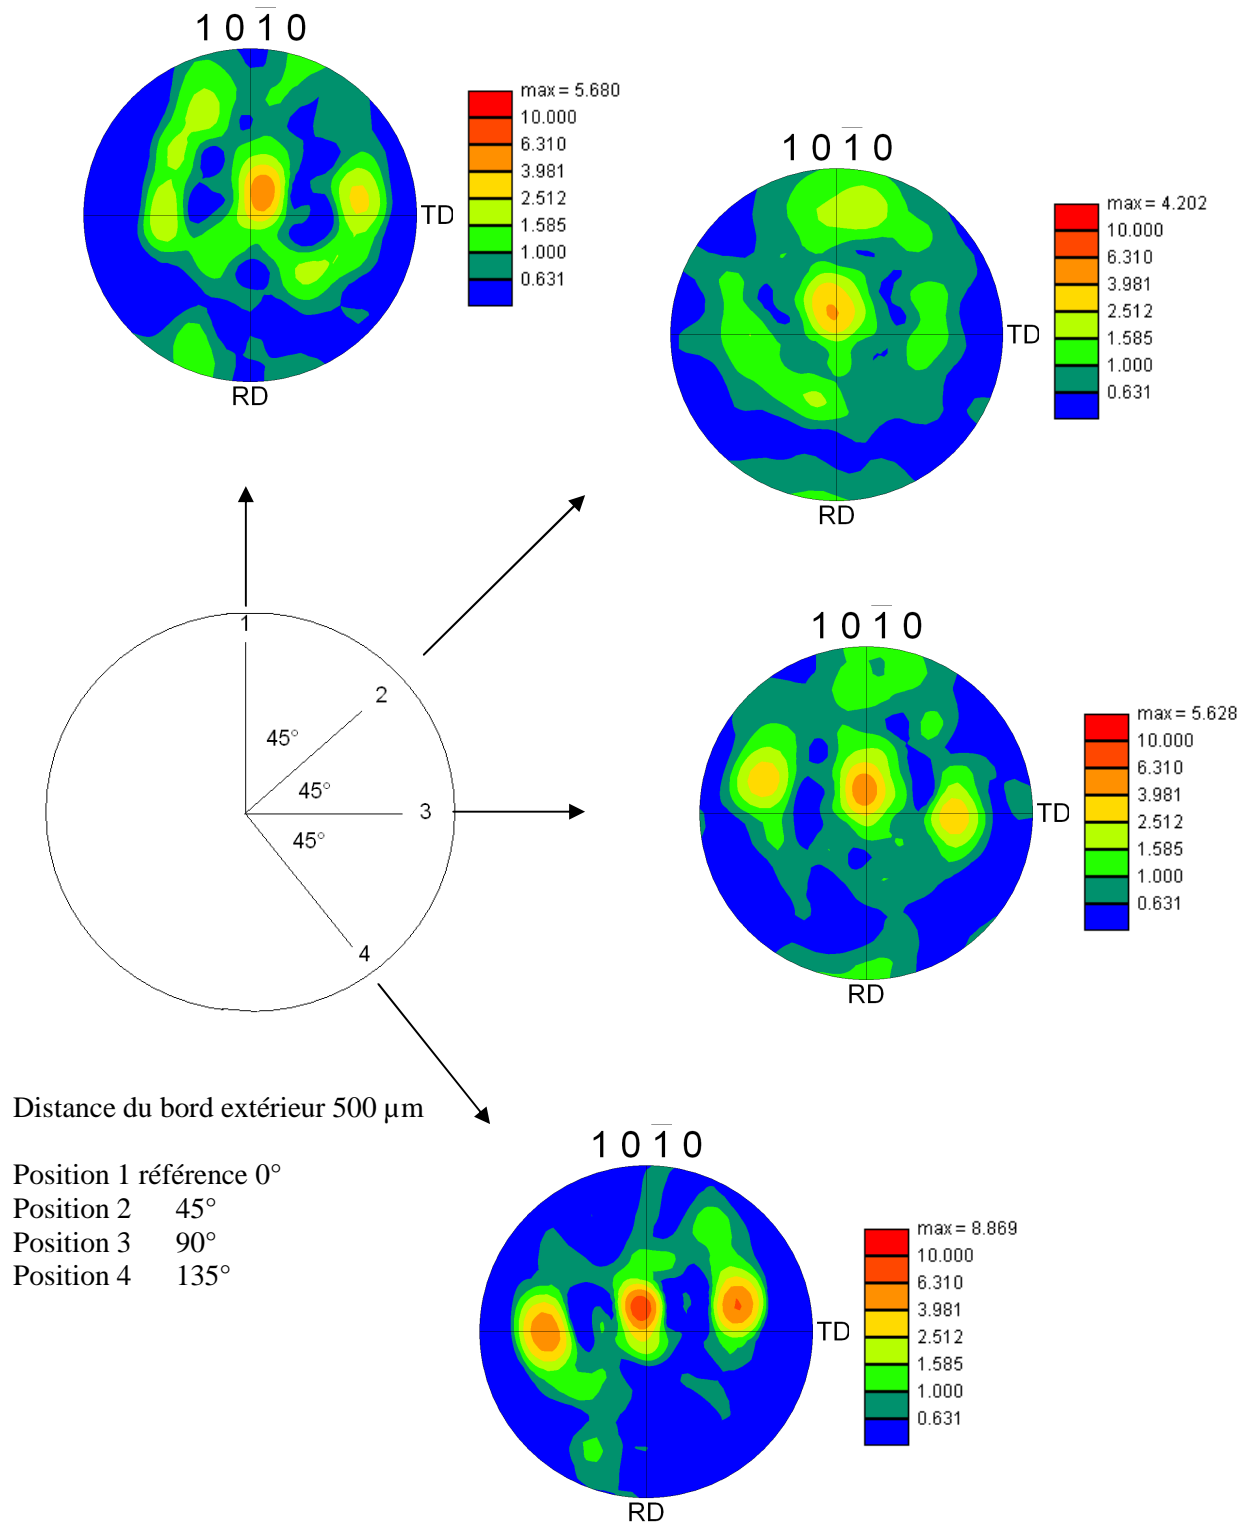 1 0 1̅ 0
max = 5.680
10.000
6.310
3.981
2.512
1.585
1.000
0.631
TD
RD
1 0 1̅ 0
max = 4.202
10.000
6.310
3.981
2.512
1.585
1.000
0.631
TD
RD
1
2
45°
45°
3
45°
4
1 0 1̅ 0
max = 5.628
10.000
6.310
3.981
2.512
1.585
1.000
0.631
TD
RD
Distance du bord extérieur 500 µm
Position 1 référence 0°
Position 2 45°
Position 3 90°
Position 4 135°
1 0 1̅ 0
max = 8.869
10.000
6.310
3.981
2.512
1.585
1.000
0.631
TD
RD